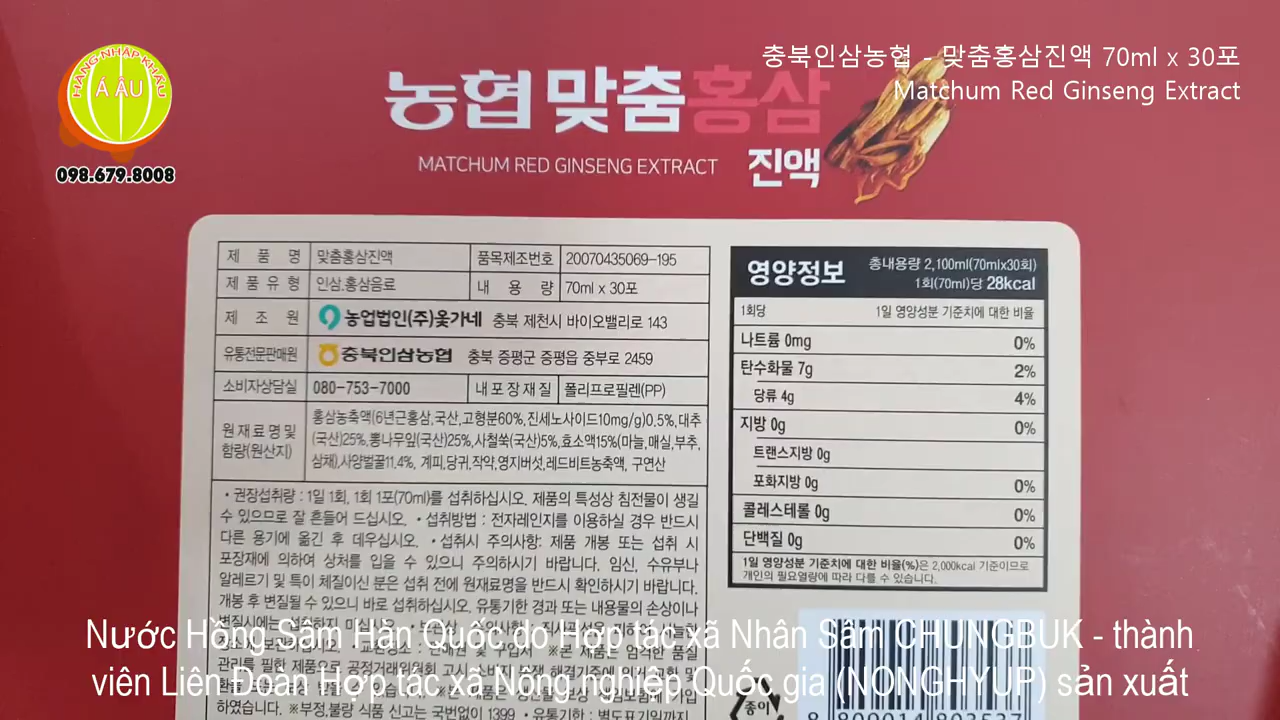 HÀNG NHẬP KHẨU
Á ÂU
098.679.8008
충북인삼농협 - 맞춤홍삼진액 70ml x 30포
Matchum Red Ginseng Extract
농협 맞춤홍삼
MATCHUM RED GINSENG EXTRACT 진액
제 품 명 맞춤홍삼진액 품목제조번호 20070435069-195
제 품 유 형 인삼.홍삼음료 내 용 량 70ml x 30포
제 조 원 농업법인(주)옻가네 충북 제천시 바이오밸리로 143
유통전문판매원 충북인삼농협 충북 증평군 증평읍 중부로 2459
소비자상담실 080-753-7000 내 포 장 재 질 폴리프로필렌(PP)
원 재 료 명 및 함량(원산지)
홍삼농축액(6년근홍삼,국산,고형분60%,진세노사이드10mg/g)0.5%,대추
(국산)25%,뽕나무잎(국산)25%,사철쑥(국산)5%,효소액15%(마늘,매실,부추,
삼채),사양벌꿀11.4%, 계피,당귀,작약,영지버섯,레드비트농축액, 구연산
• 권장섭취량 : 1일 1회, 1회 1포(70ml)를 섭취하십시오. 제품의 특성상 침전물이 생길
수 있으므로 잘 흔들어 드십시오. • 섭취방법 : 전자레인지를 이용하실 경우 반드시
다른 용기에 옮긴 후 데우십시오. • 섭취시 주의사항: 제품 개봉 또는 섭취 시
포장재에 의하여 상처를 입을 수 있으니 주의하시기 바랍니다. 임신, 수유부나
알레르기 및 특이 체질이신 분은 섭취 전에 원재료명을 반드시 확인하시기 바랍니다.
개봉 후 변질될 수 있으니 바로 섭취하십시오. 유통기한 경과 또는 내용물의 손상이나
하였습니다. ※부정,불량 식품 신고는 국번없이 1399 • 유통기한 : 별도표기일까지
영양정보 총내용량 2,100ml(70mlx30회)
1회(70ml)당 28kcal
1회당 1일 영양성분 기준치에 대한 비율
나트륨 0mg 0%
탄수화물 7g 2%
당류 4g 4%
지방 0g 0%
트랜스지방 0g
포화지방 0g 0%
콜레스테롤 0g 0%
단백질 0g 0%
1일 영양성분 기준치에 대한 비율(%)은 2,000kcal 기준이므로
개인의 필요열량에 따라 다를 수 있습니다.
Nước Hồng Sâm Hàn Quốc do Hợp tác xã Nhân Sâm CHUNGBUK - thành
viên Liên Đoàn Hợp tác xã Nông nghiệp Quốc gia (NONGHYUP) sản xuất
종이
8 809014 803537